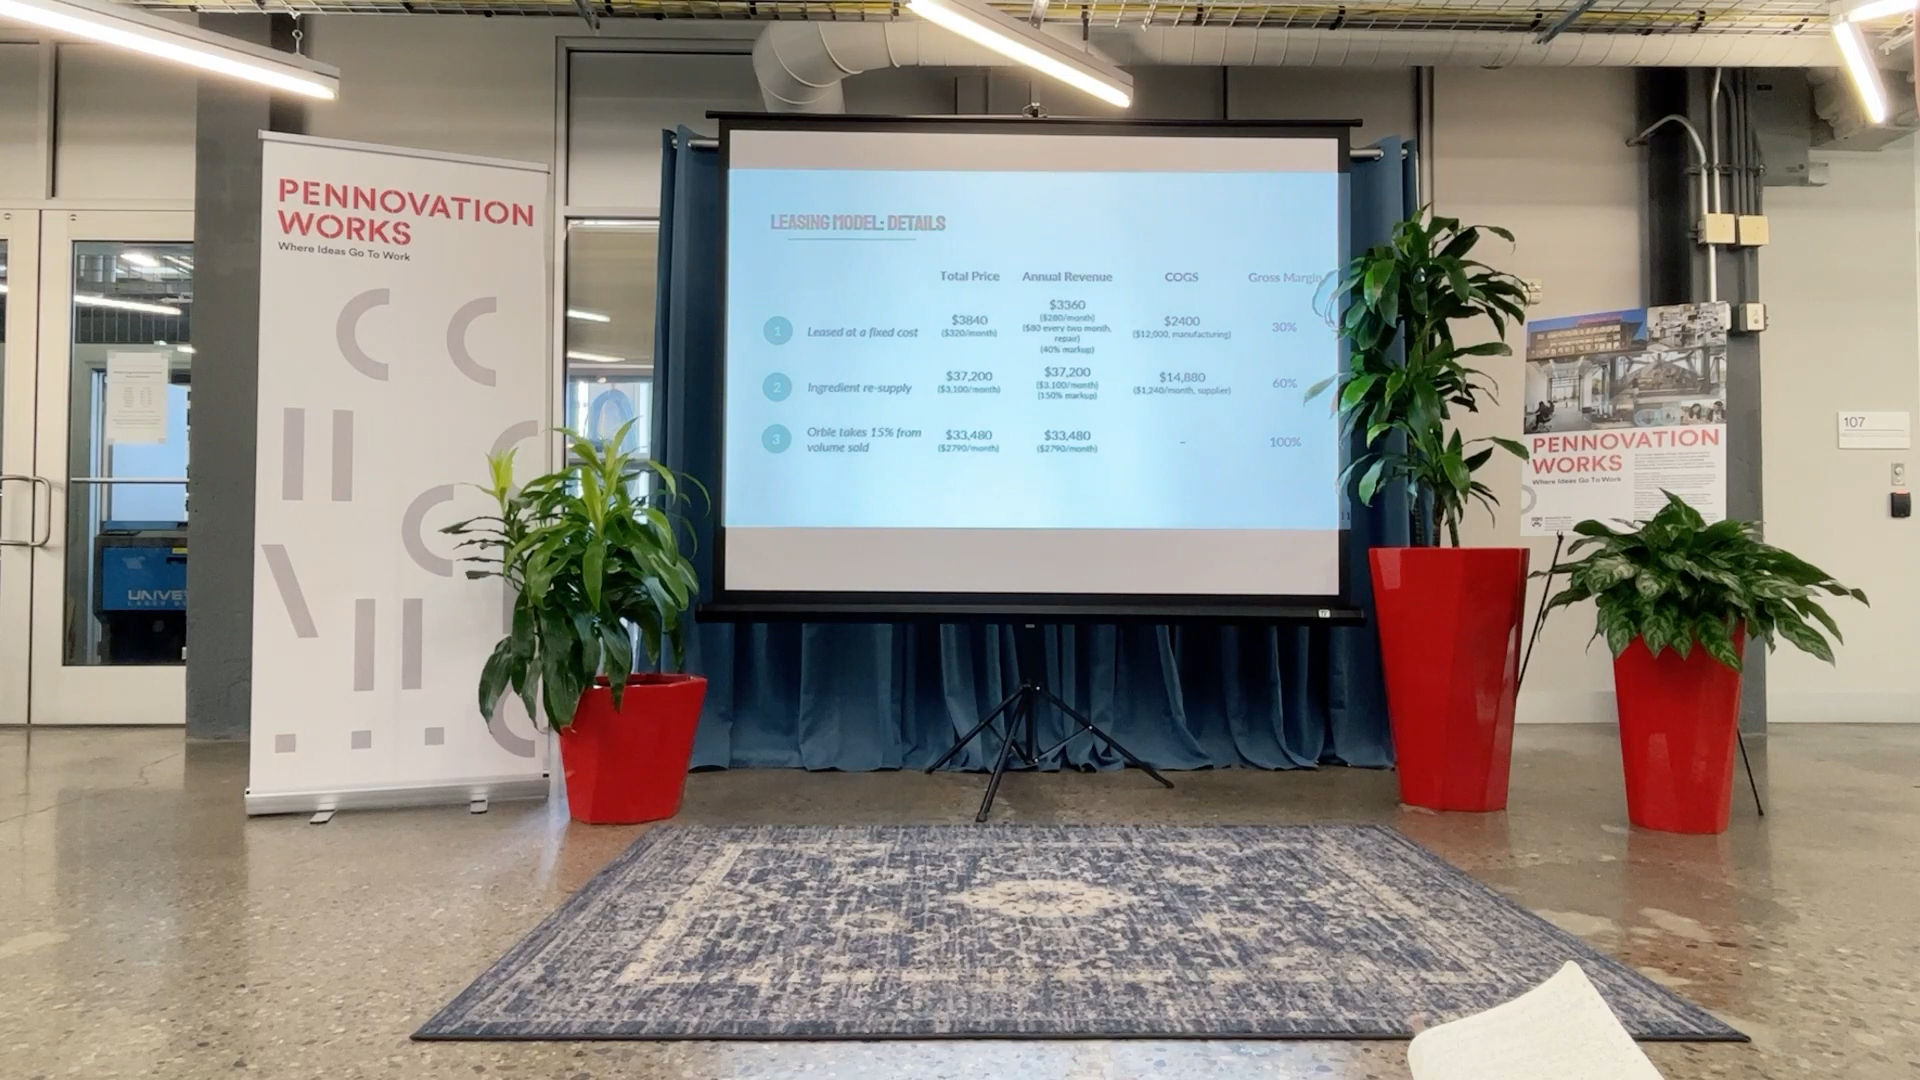 PENNOVATION
WORKS
Where Ideas Go To Work
LEASING MODEL: DETAILS
Total Price Annual Revenue COGS Gross Margin
1 Leased at a fixed cost
$3840
($320/month)
$3360
($280/month)
($80 every two month,
repair)
(40% markup)
$2400
($12,000, manufacturing)
30%
2 Ingredient re-supply
$37,200
($3,100/month)
$37,200
($3,100/month)
(150% markup)
$14,880
($1,240/month, supplier)
60%
3 Orble takes 15% from
volume sold
$33,480
($2790/month)
$33,480
($2790/month)
–
100%
11
PENNOVATION
WORKS
Where Ideas Go To Work
107
UNIVE